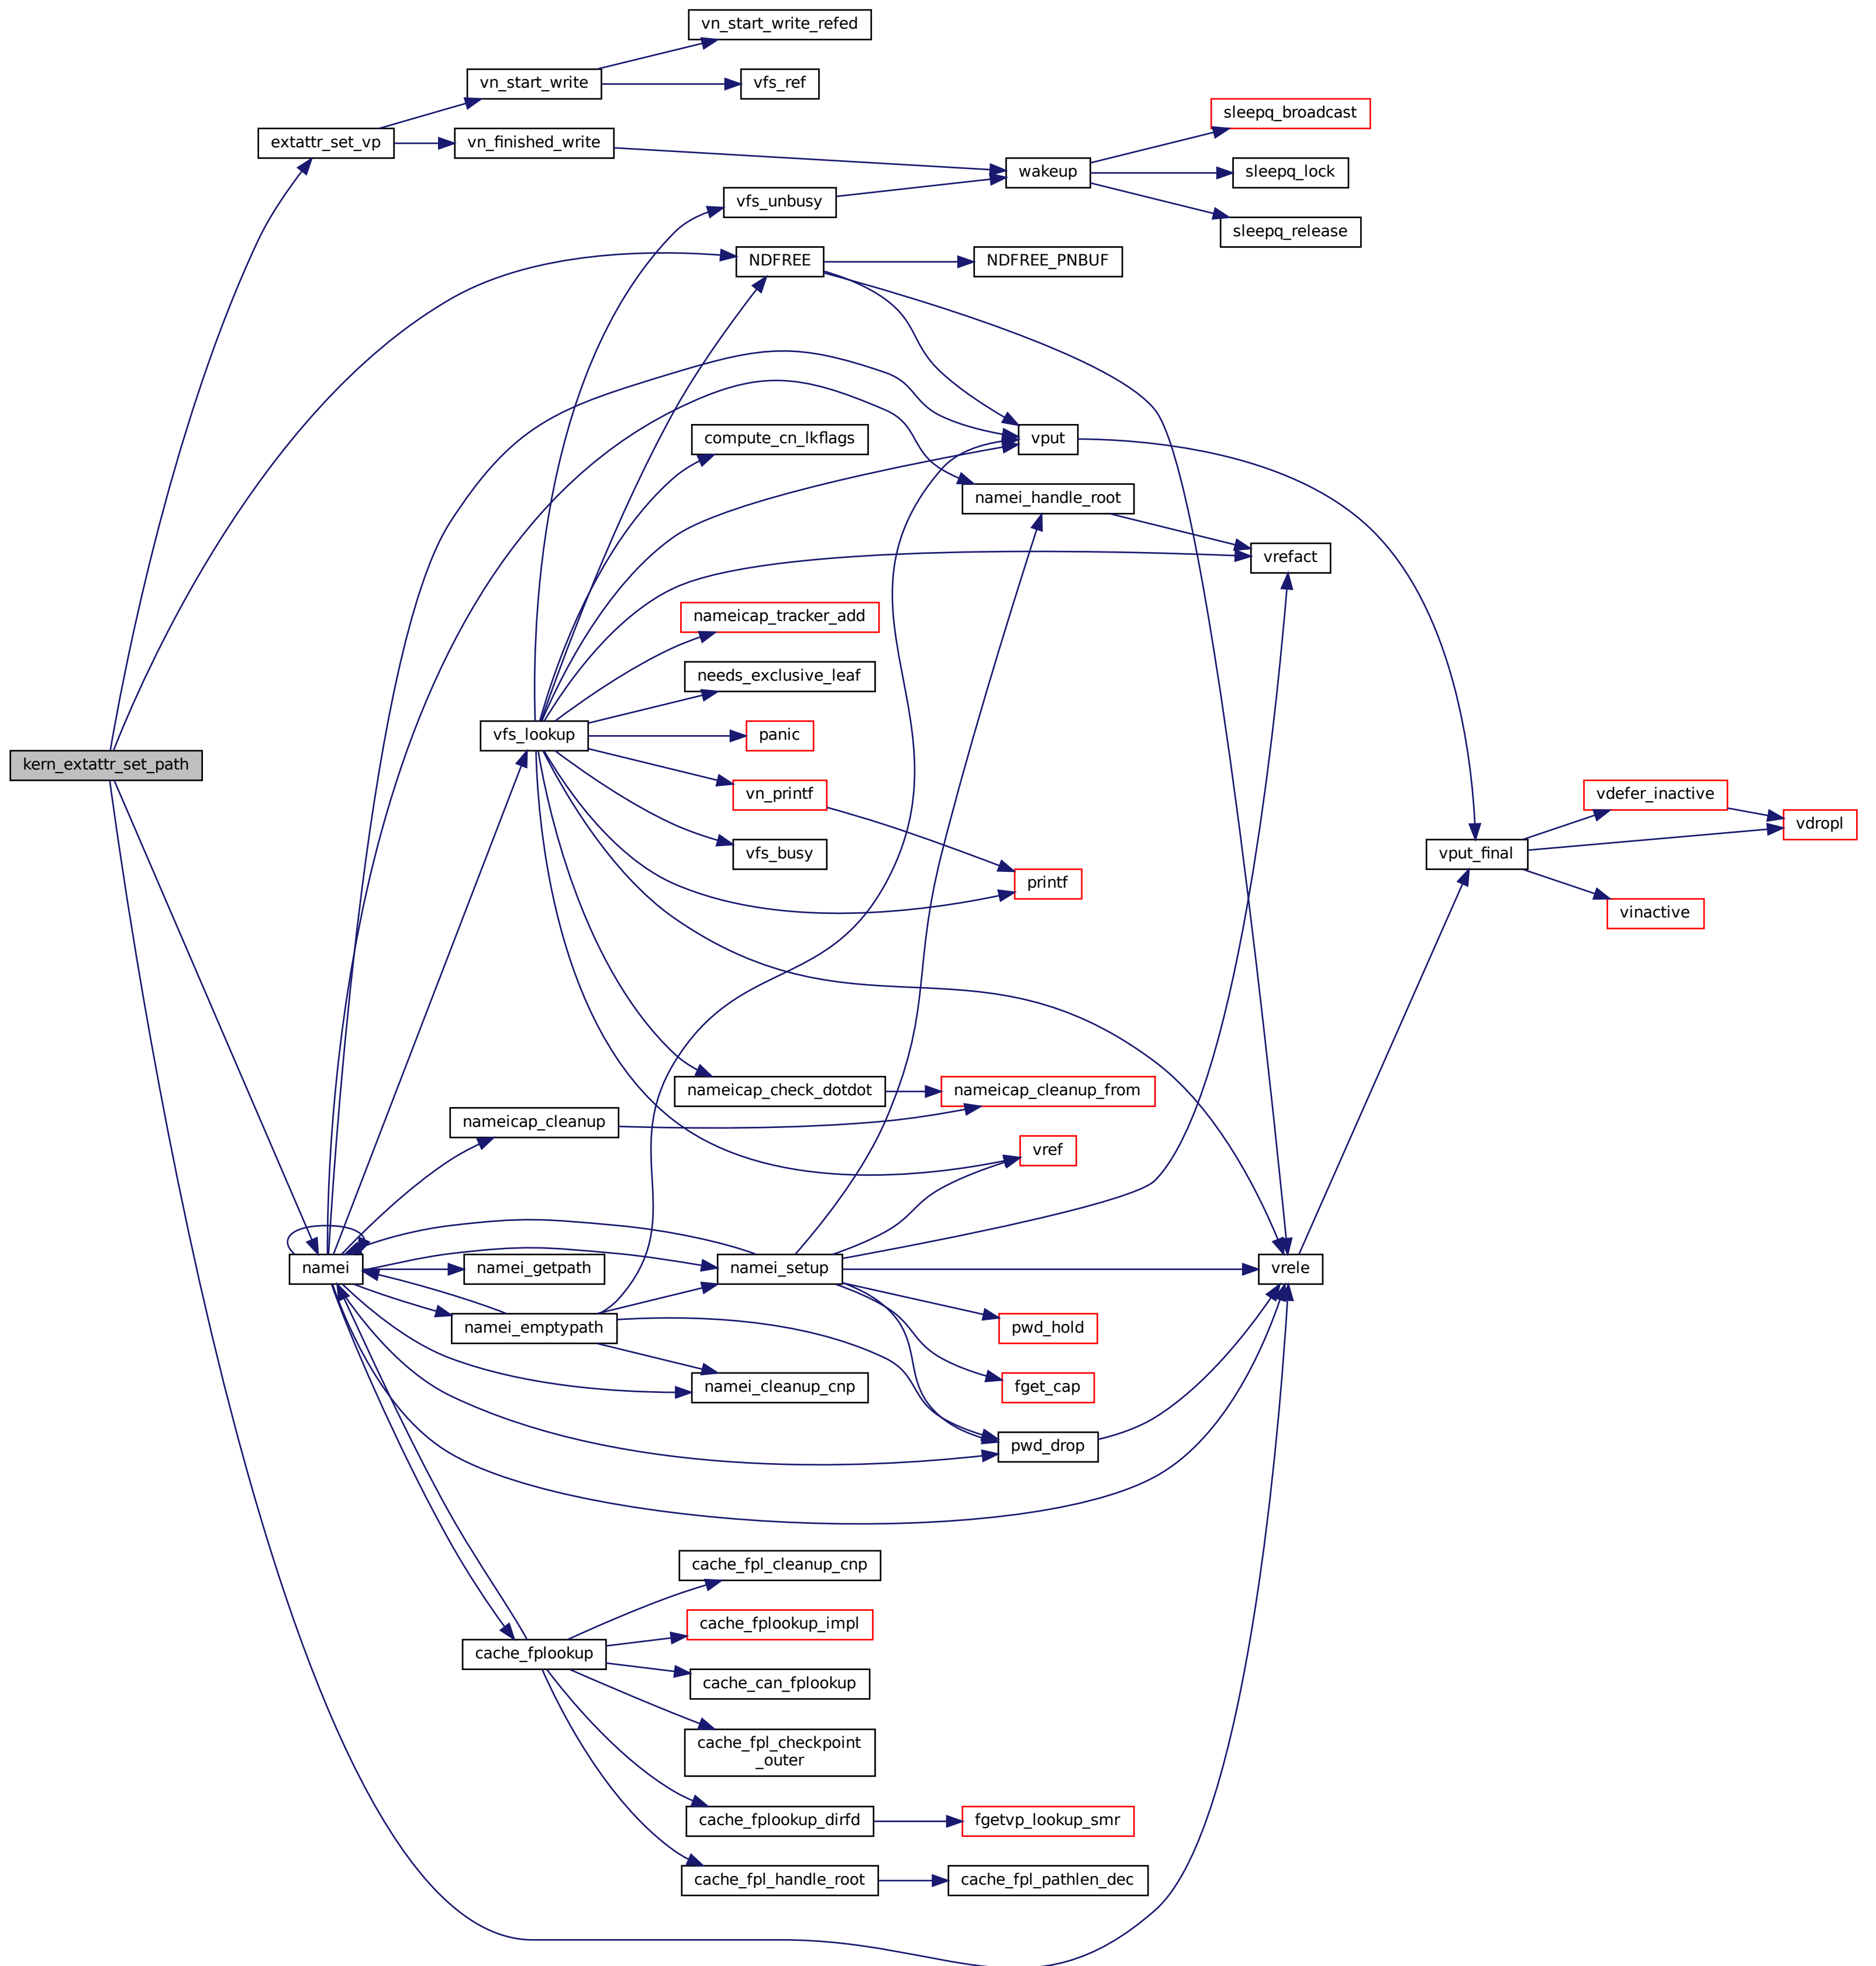 vn_start_write_refed
vn_start_write
vfs_ref
sleepq_broadcast
extattr_set_vp
vn_finished_write
wakeup
sleepq_lock
vfs_unbusy
sleepq_release
NDFREE
NDFREE_PNBUF
compute_cn_lkflags
vput
namei_handle_root
vrefact
nameicap_tracker_add
needs_exclusive_leaf
vfs_lookup
panic
kern_extattr_set_path
vn_printf
vdefer_inactive
vdropl
vfs_busy
vput_final
printf
vinactive
nameicap_check_dotdot
nameicap_cleanup_from
nameicap_cleanup
vref
namei
namei_getpath
namei_setup
vrele
namei_emptypath
pwd_hold
namei_cleanup_cnp
fget_cap
pwd_drop
cache_fpl_cleanup_cnp
cache_fplookup_impl
cache_fplookup
cache_can_fplookup
cache_fpl_checkpoint
_outer
cache_fplookup_dirfd
fgetvp_lookup_smr
cache_fpl_handle_root
cache_fpl_pathlen_dec